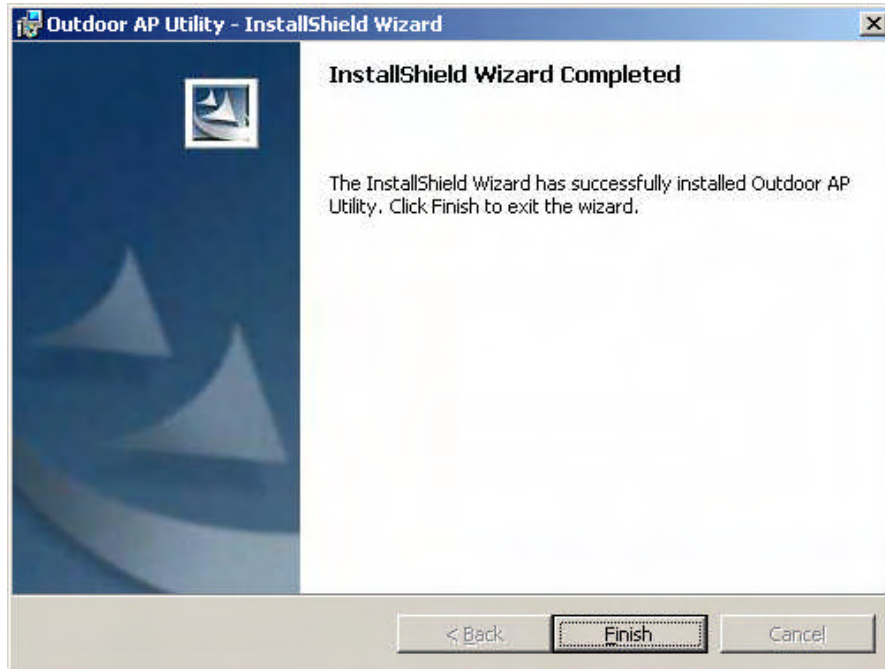 Outdoor AP Utility - InstallShield Wizard
InstallShield Wizard Completed
The InstallShield Wizard has successfully installed Outdoor AP
Utility. Click Finish to exit the wizard.
< Back Finish Cancel